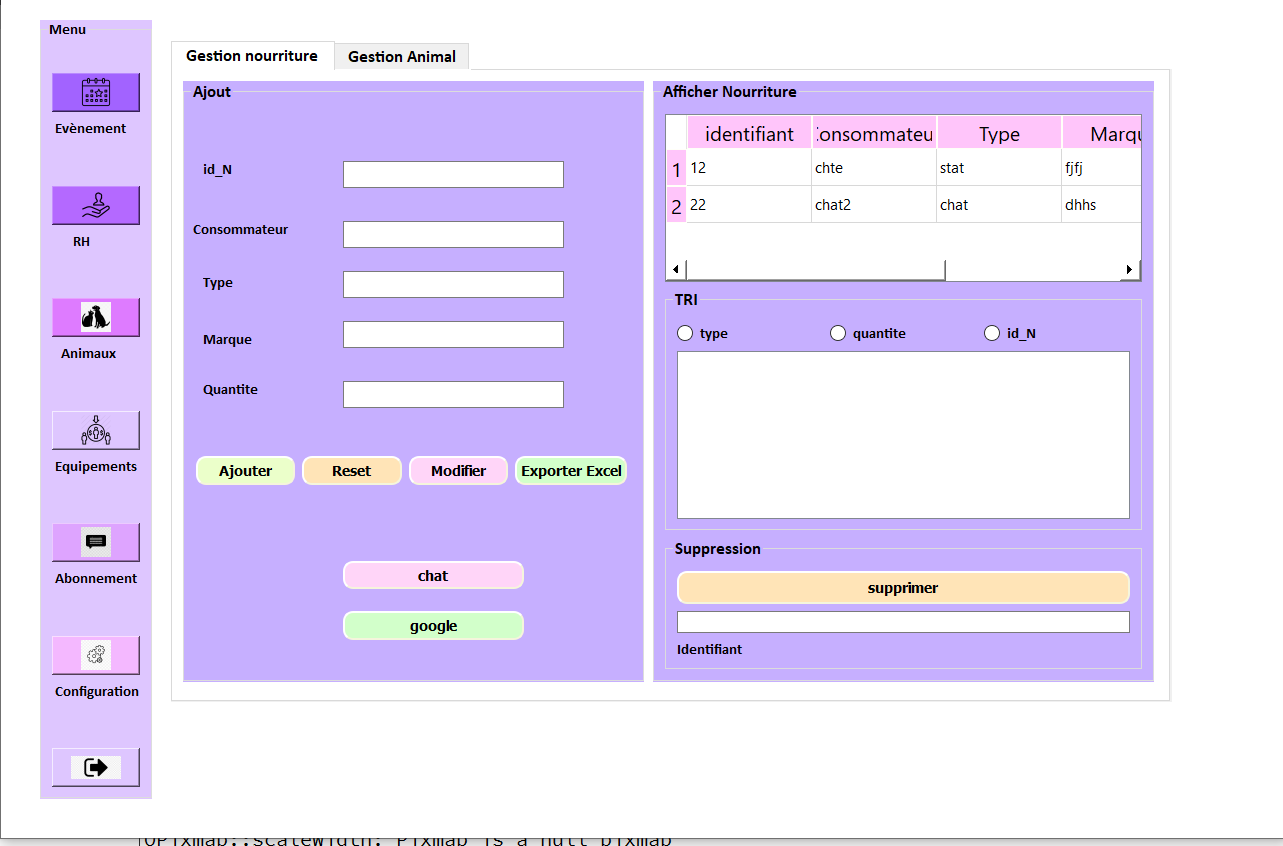 Menu
Evènement
RH
Animaux
Equipements
Abonnement
Configuration
Gestion nourriture
Gestion Animal
Ajout
id_N
Consommateur
Type
Marque
Quantite
Ajouter
Reset
Modifier
Exporter Excel
chat
google
Afficher Nourriture
identifiant onsommateu Type Marqu
1 12 chte stat fjfj
2 22 chat2 chat dhhs
TRI
type quantite id_N
Suppression
supprimer
Identifiant
QPixmap::scaleWidth: Pixmap is a null pixmap